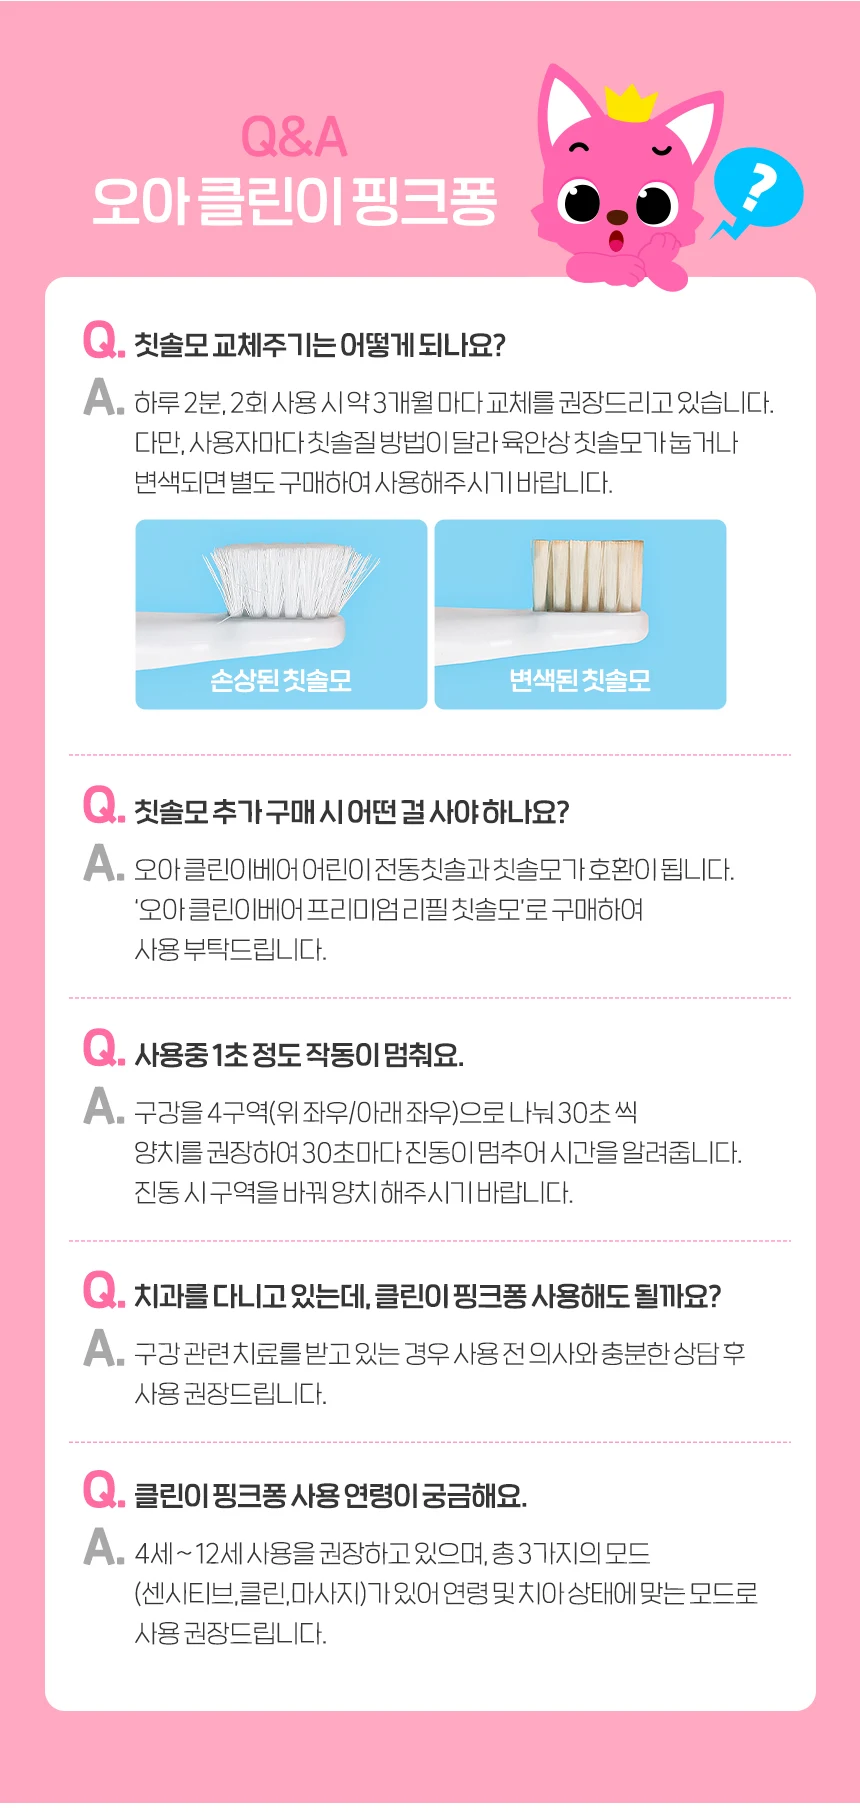 Q&A
오아 클린이 핑크퐁
?
Q. 칫솔모 교체주기는 어떻게 되나요?
A. 하루 2분, 2회 사용 시 약 3개월 마다 교체를 권장드리고 있습니다.
다만, 사용자마다 칫솔질 방법이 달라 육안상 칫솔모가 눕거나
변색되면 별도 구매하여 사용해주시기 바랍니다.
손상된 칫솔모
변색된 칫솔모
Q. 칫솔모 추가 구매 시 어떤 걸 사야 하나요?
A. 오아 클린이베어 어린이 전동칫솔과 칫솔모가 호환이 됩니다.
'오아 클린이베어 프리미엄 리필 칫솔모'로 구매하여
사용 부탁드립니다.
Q. 사용중 1초 정도 작동이 멈춰요.
A. 구강을 4구역(위 좌우/아래 좌우)으로 나눠 30초 씩
양치를 권장하여 30초마다 진동이 멈추어 시간을 알려줍니다.
진동 시 구역을 바꿔 양치 해주시기 바랍니다.
Q. 치과를 다니고 있는데, 클린이 핑크퐁 사용해도 될까요?
A. 구강 관련 치료를 받고 있는 경우 사용 전 의사와 충분한 상담 후
사용 권장드립니다.
Q. 클린이 핑크퐁 사용 연령이 궁금해요.
A. 4세 ~ 12세 사용을 권장하고 있으며, 총 3가지의 모드
(센시티브,클린,마사지)가 있어 연령 및 치아 상태에 맞는 모드로
사용 권장드립니다.